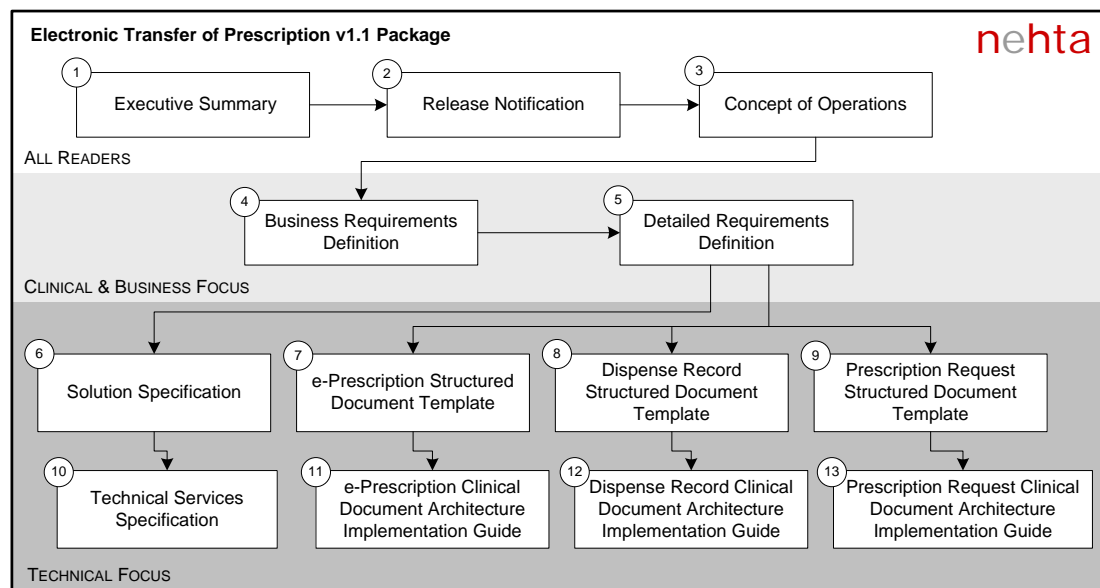 Electronic Transfer of Prescription v1.1 Package
nehta
1
Executive Summary
2
Release Notification
3
Concept of Operations
ALL READERS
4
Business Requirements
Definition
5
Detailed Requirements
Definition
CLINICAL & BUSINESS FOCUS
6
Solution Specification
7
e-Prescription Structured
Document Template
8
Dispense Record
Structured Document
Template
9
Prescription Request
Structured Document
Template
10
Technical Services
Specification
11
e-Prescription Clinical
Document Architecture
Implementation Guide
12
Dispense Record Clinical
Document Architecture
Implementation Guide
13
Prescription Request Clinical
Document Architecture
Implementation Guide
TECHNICAL FOCUS